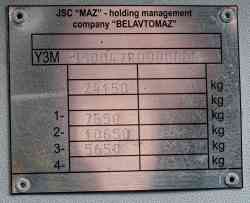 JSC "MAZ" - holding management
company "BELAVTOMAZ"
Y3M
24150 kg
kg
1- 7550 kg
2- 10650 kg
3- 5650 kg
4- kg